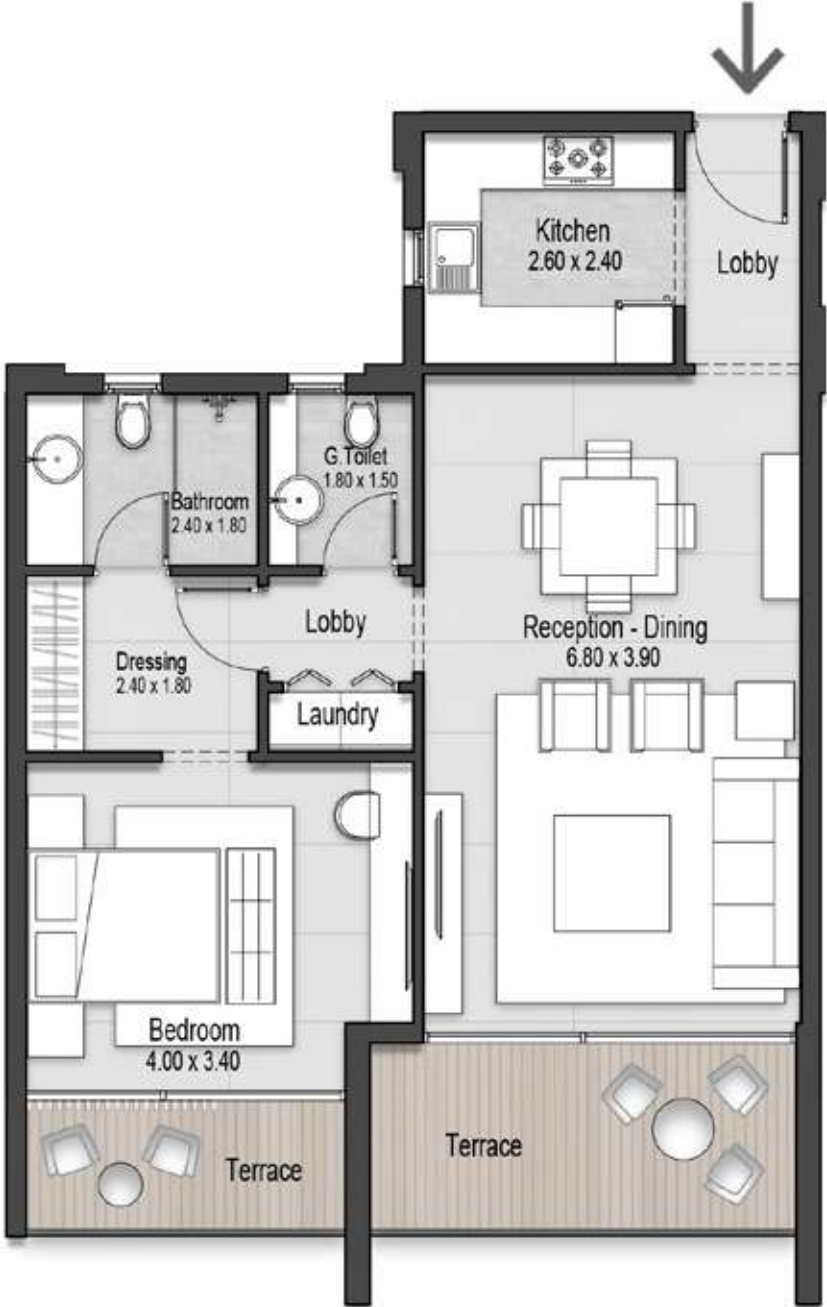 Kitchen
2.60 x 2.40
Lobby
G.Toilet
1.80 x 1.50
Bathroom
2.40 x 1.80
Lobby
Reception - Dining
6.80 x 3.90
Dressing
2.40 x 1.80
Laundry
Bedroom
4.00 x 3.40
Terrace
Terrace